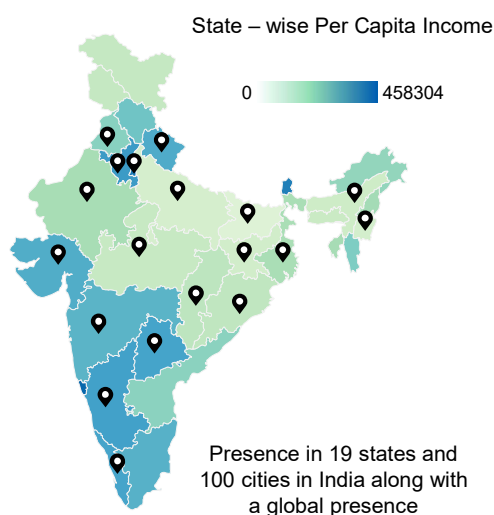 State – wise Per Capita Income
0 458304
Presence in 19 states and
100 cities in India along with
a global presence